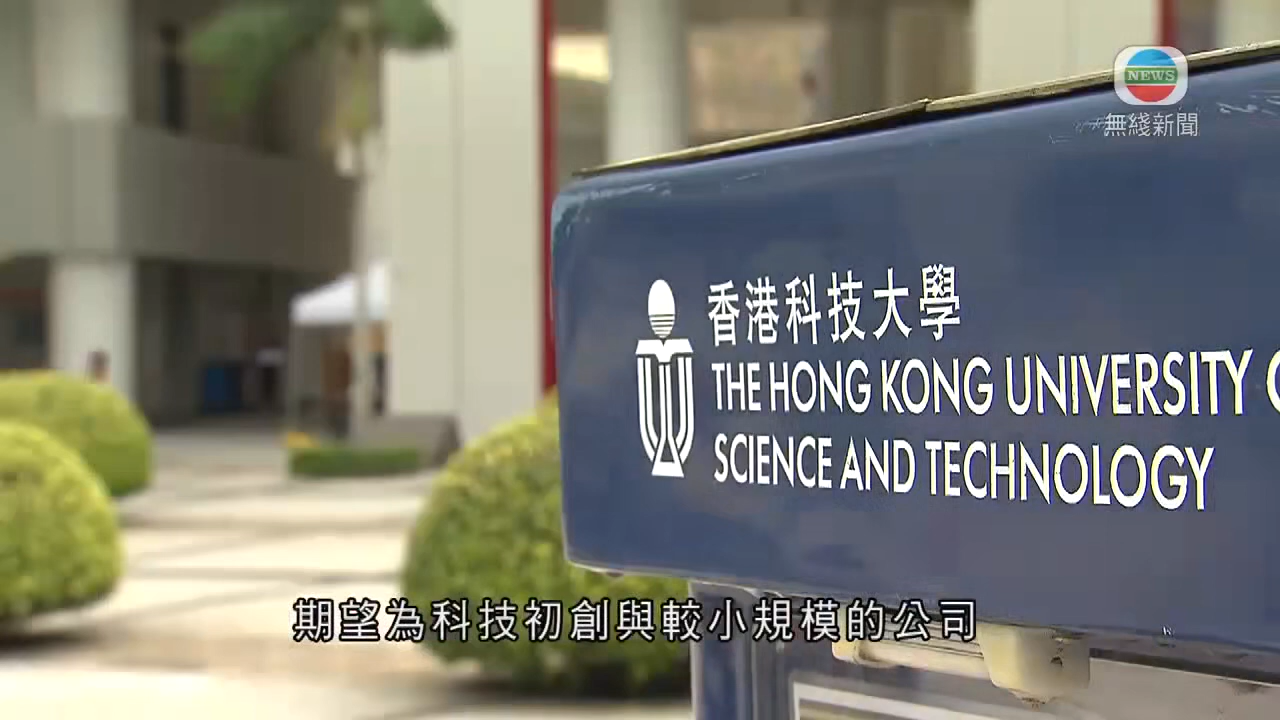 NEWS
無綫新聞
香港科技大學
THE HONG KONG UNIVERSITY
SCIENCE AND TECHNOLOGY
期望為科技初創與較小規模的公司